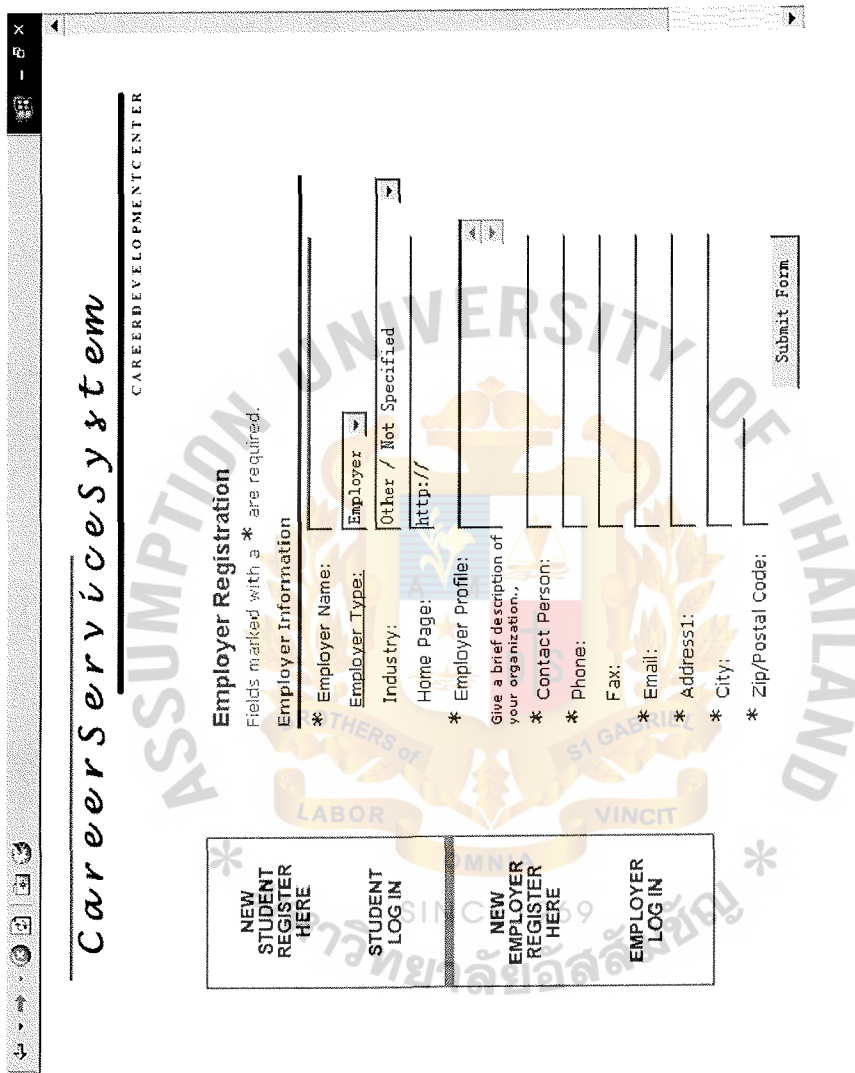 CareerServiceSystem
CAREERDEVELOPMENTCENTER
NEW
STUDENT
REGISTER
HERE
STUDENT
LOG IN
NEW
EMPLOYER
REGISTER
HERE
EMPLOYER
LOG IN
Employer Registration
Fields marked with a * are required.
Employer Information
* Employer Name:
Employer Type: Employer
Industry: Other / Not Specified
Home Page: http://
* Employer Profile:
Give a brief description of
your organization.,
* Contact Person:
* Phone:
Fax:
* Email:
* Address1:
* City:
* Zip/Postal Code:
Submit Form
ASSUMPTION UNIVERSITY OF THAILAND
BROTHERS OF ST GABRIEL
LABOR
OMNIA
VINCIT